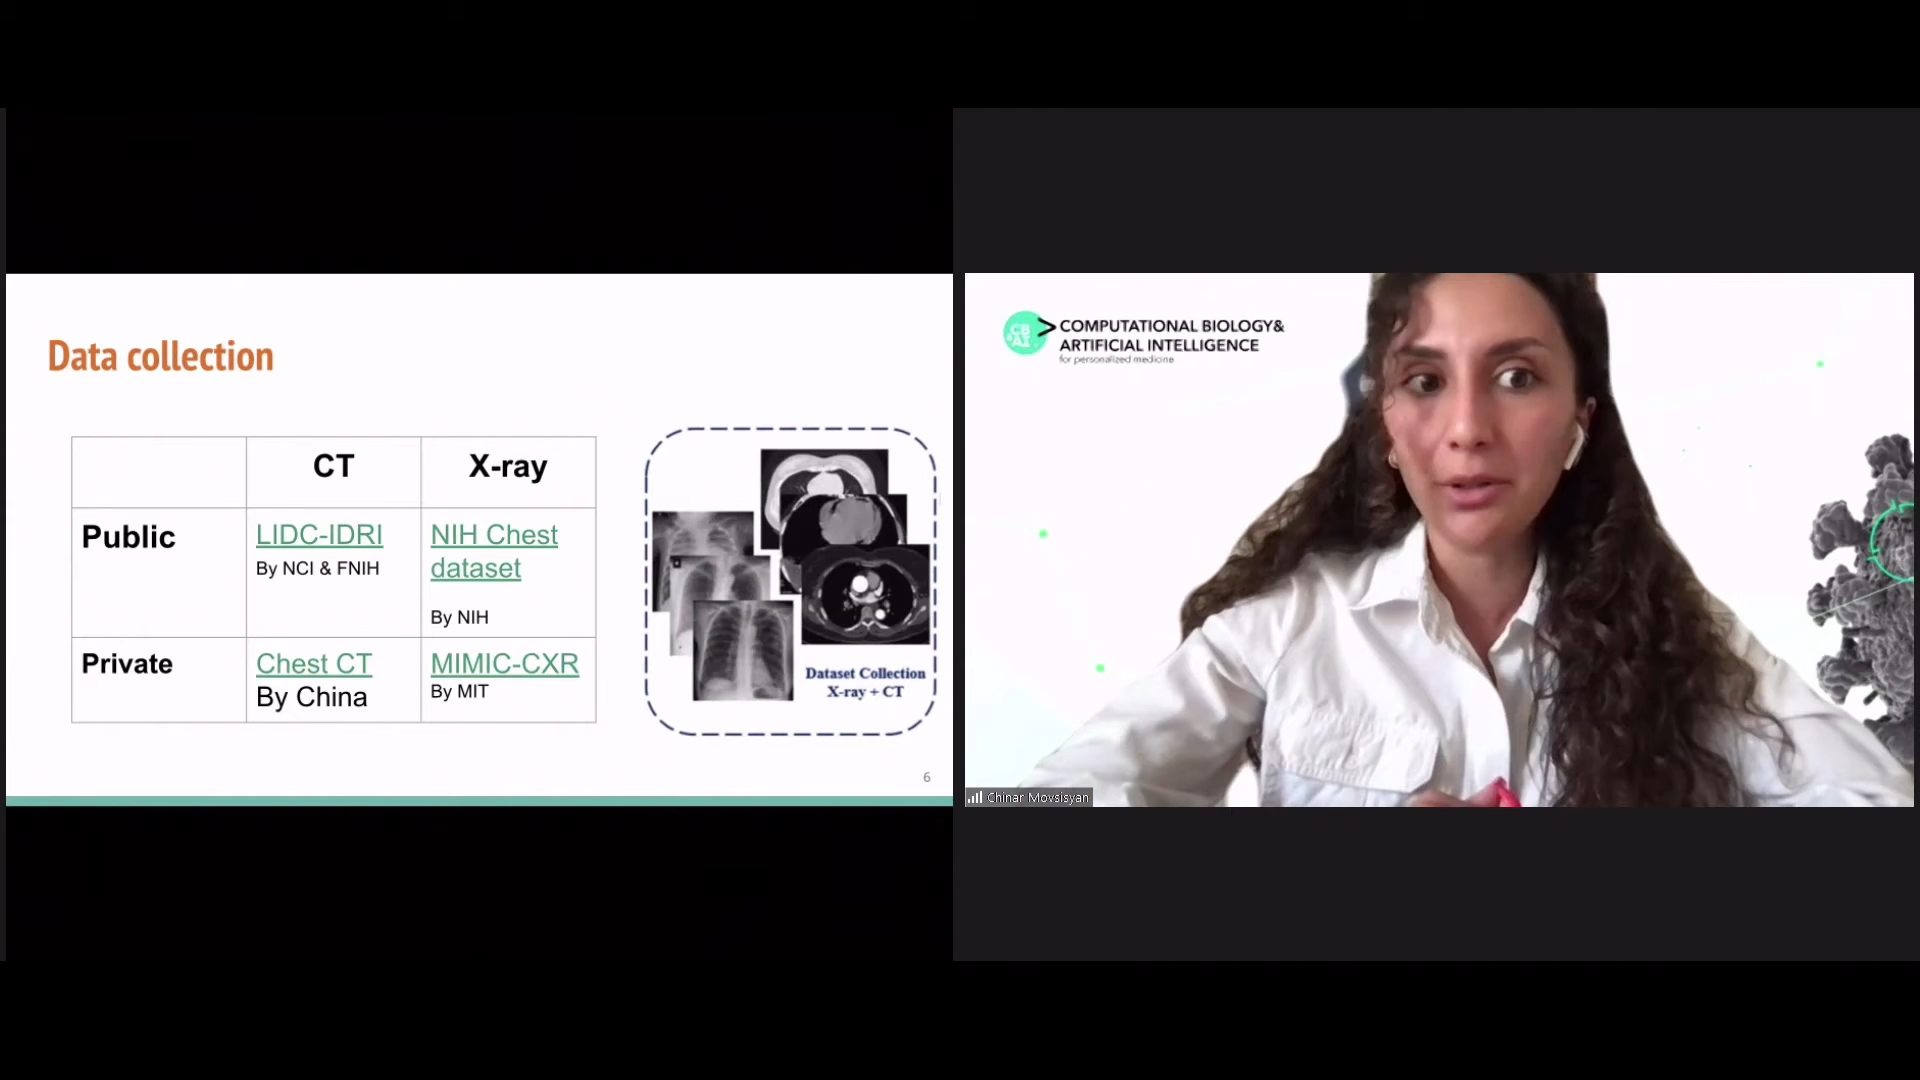 Data collection
CT
X-ray
Public
LIDC-IDRI
By NCI & FNIH
NIH Chest
dataset
By NIH
Private
Chest CT
By China
MIMIC-CXR
By MIT
Dataset Collection
X-ray + CT
6
CB
AI
COMPUTATIONAL BIOLOGY&
ARTIFICIAL INTELLIGENCE
for personalized medicine
Chinar Movsisyan